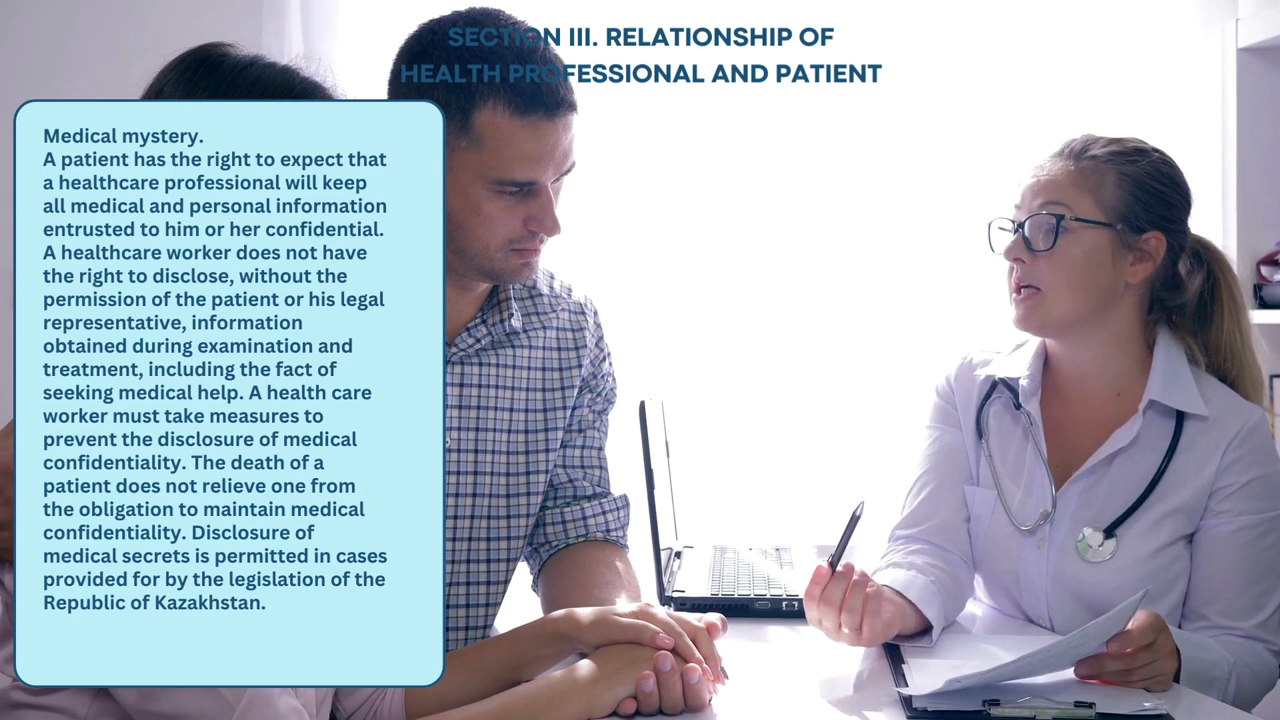 SECTION III. RELATIONSHIP OF
HEALTH PROFESSIONAL AND PATIENT
Medical mystery.
A patient has the right to expect that
a healthcare professional will keep
all medical and personal information
entrusted to him or her confidential.
A healthcare worker does not have
the right to disclose, without the
permission of the patient or his legal
representative, information
obtained during examination and
treatment, including the fact of
seeking medical help. A health care
worker must take measures to
prevent the disclosure of medical
confidentiality. The death of a
patient does not relieve one from
the obligation to maintain medical
confidentiality. Disclosure of
medical secrets is permitted in cases
provided for by the legislation of the
Republic of Kazakhstan.